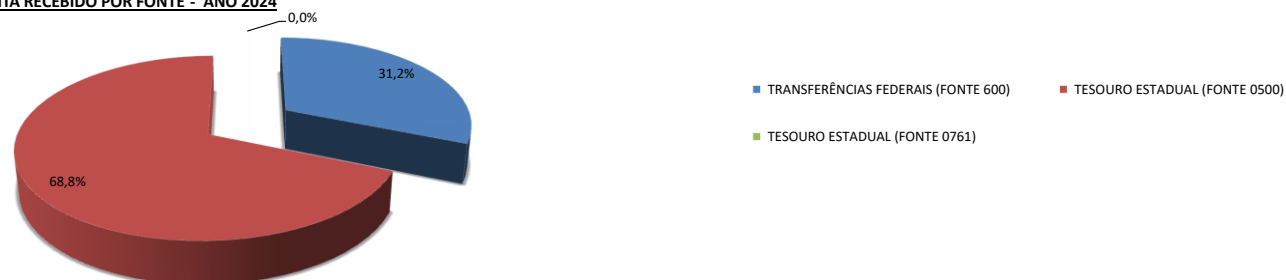 RECEBIDO POR FONTE - ANO 2024
0,0%
31,2%
68,8%
TRANSFERÊNCIAS FEDERAIS (FONTE 600)
TESOURO ESTADUAL (FONTE 0500)
TESOURO ESTADUAL (FONTE 0761)